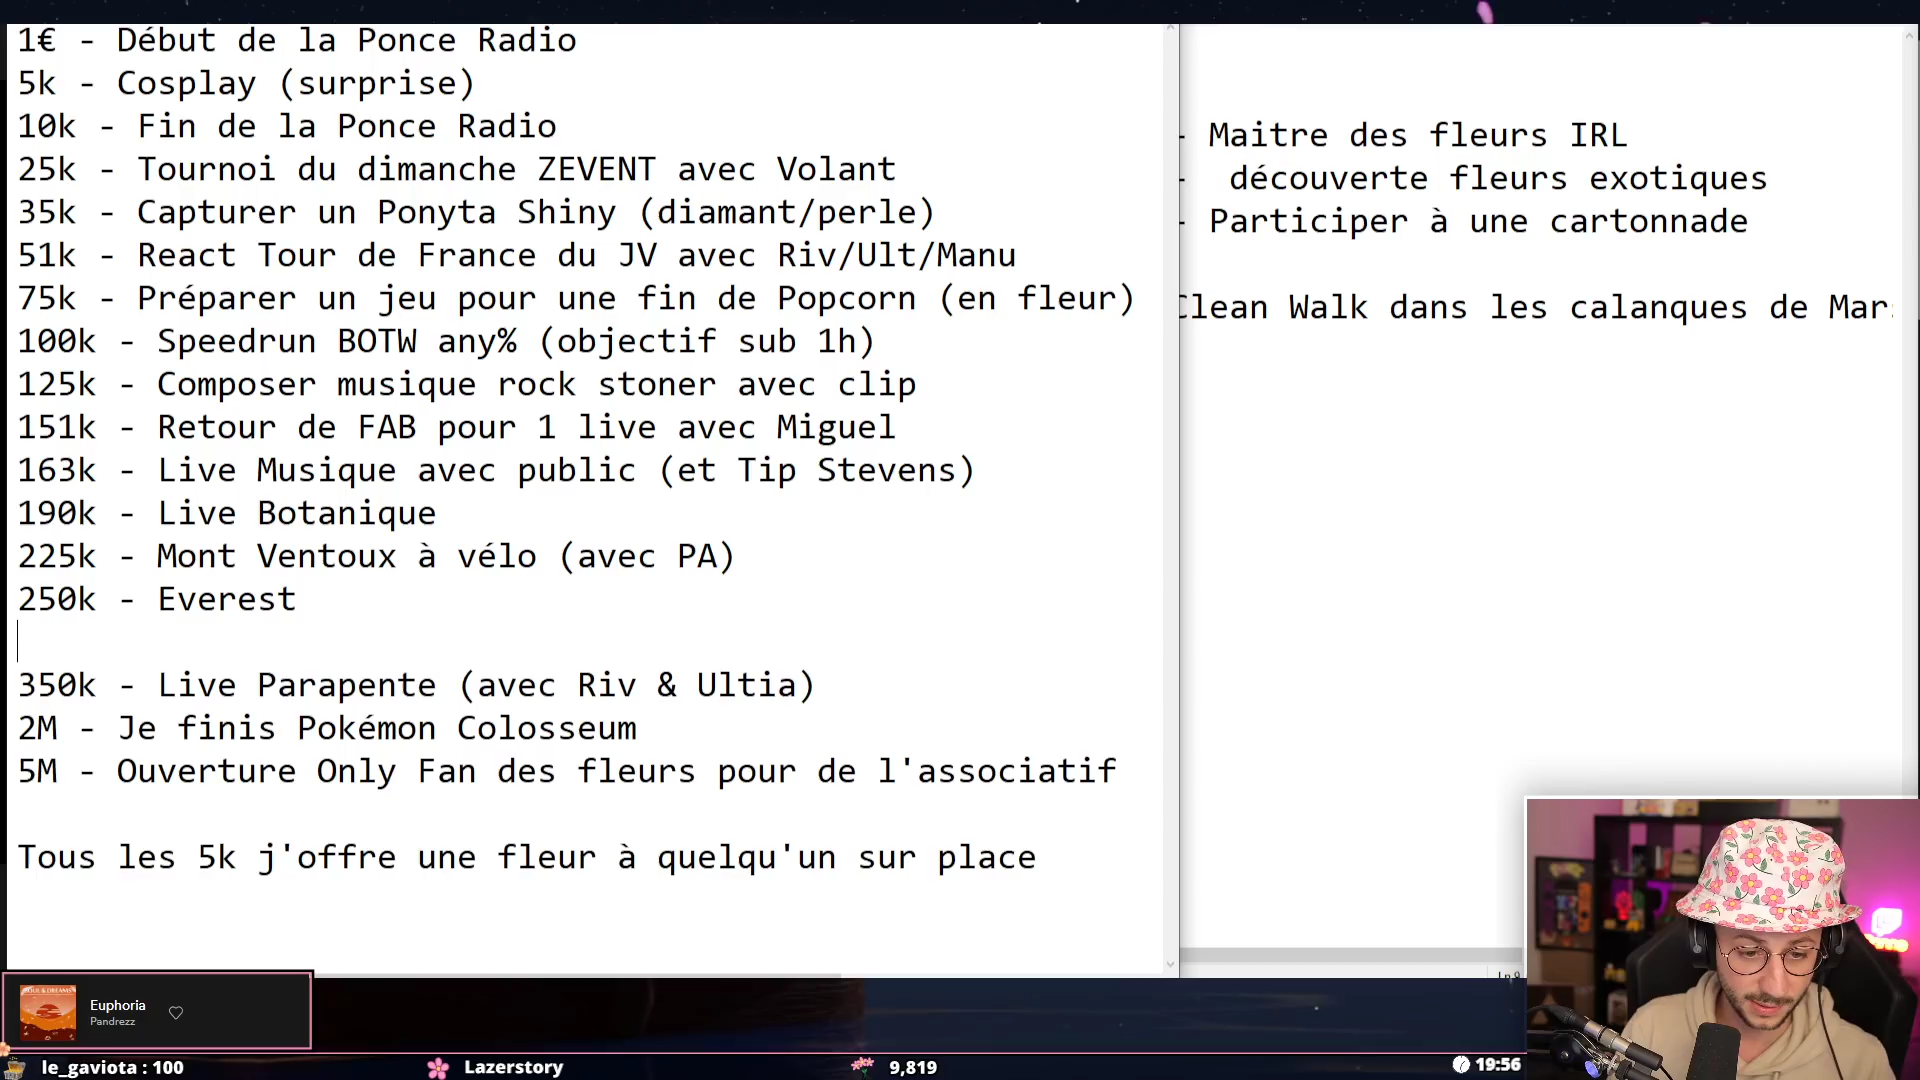 1€ - Début de la Ponce Radio
5k - Cosplay (surprise)
10k - Fin de la Ponce Radio
25k - Tournoi du dimanche ZEVENT avec Volant
35k - Capturer un Ponyta Shiny (diamant/perle)
51k - React Tour de France du JV avec Riv/Ult/Manu
75k - Préparer un jeu pour une fin de Popcorn (en fleur)
100k - Speedrun BOTW any% (objectif sub 1h)
125k - Composer musique rock stoner avec clip
151k - Retour de FAB pour 1 live avec Miguel
163k - Live Musique avec public (et Tip Stevens)
190k - Live Botanique
225k - Mont Ventoux à vélo (avec PA)
250k - Everest
350k - Live Parapente (avec Riv & Ultia)
2M - Je finis Pokémon Colosseum
5M - Ouverture Only Fan des fleurs pour de l'associatif
Tous les 5k j'offre une fleur à quelqu'un sur place
- Maitre des fleurs IRL
- découverte fleurs exotiques
- Participer à une cartonnade
Clean Walk dans les calanques de Mar
Euphoria
Pandrezz
le_gaviota : 100
Lazerstory
9,819
19:56